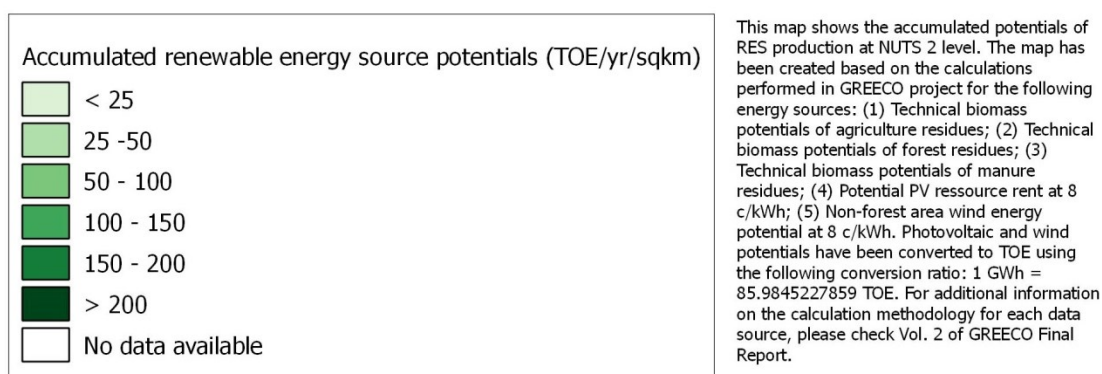 Accumulated renewable energy source potentials (TOE/yr/sqkm)
< 25
25 -50
50 - 100
100 - 150
150 - 200
> 200
No data available
This map shows the accumulated potentials of
RES production at NUTS 2 level. The map has
been created based on the calculations
performed in GREECO project for the following
energy sources: (1) Technical biomass
potentials of agriculture residues; (2) Technical
biomass potentials of forest residues; (3)
Technical biomass potentials of manure
residues; (4) Potential PV ressource rent at 8
c/kWh; (5) Non-forest area wind energy
potential at 8 c/kWh. Photovoltaic and wind
potentials have been converted to TOE using
the following conversion ratio: 1 GWh =
85.9845227859 TOE. For additional information
on the calculation methodology for each data
source, please check Vol. 2 of GREECO Final
Report.